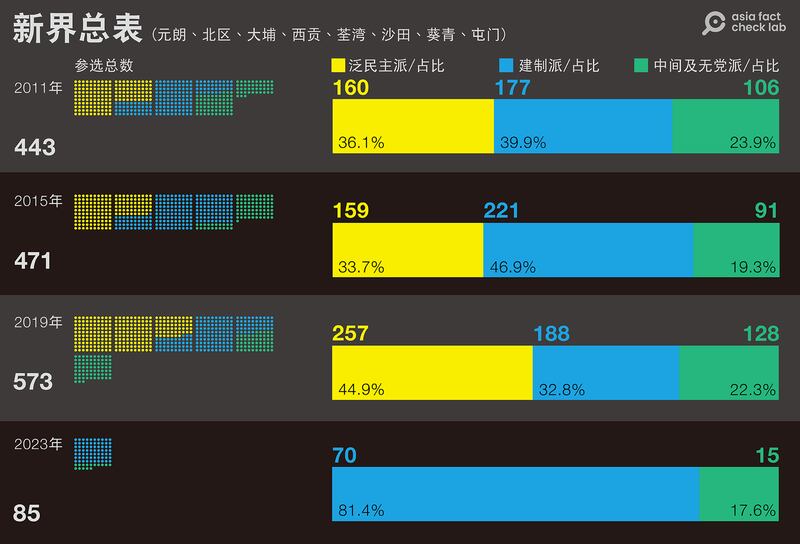 新界总表（元朗、北区、大埔、西贡、荃湾、沙田、葵青、屯门）
asia fact
check lab
参选总数
泛民主派/占比
建制派/占比
中间及无党派/占比
2011年
443
160
177
106
36.1%
39.9%
23.9%
2015年
471
159
221
91
33.7%
46.9%
19.3%
2019年
573
257
188
128
44.9%
32.8%
22.3%
2023年
85
70
15
81.4%
17.6%